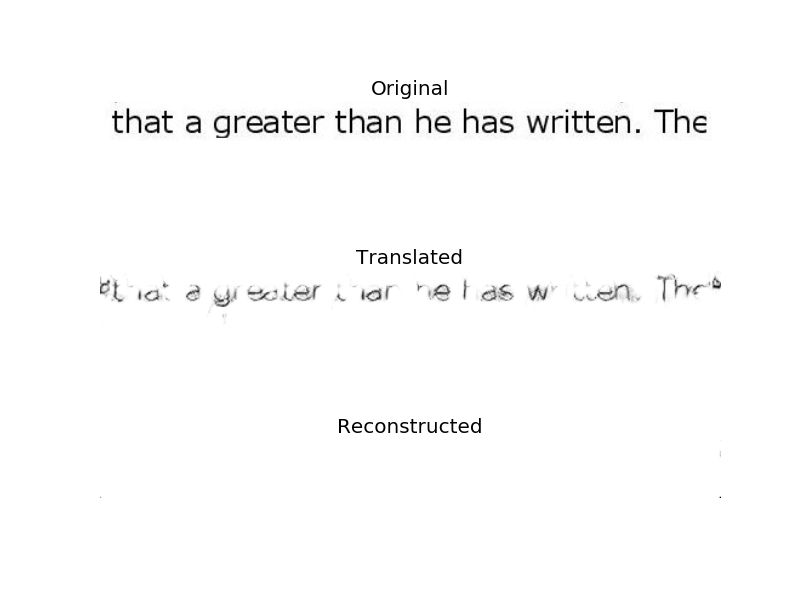 Original
that a greater than he has written. The
Translated
that a greater than he has written. The
Reconstructed